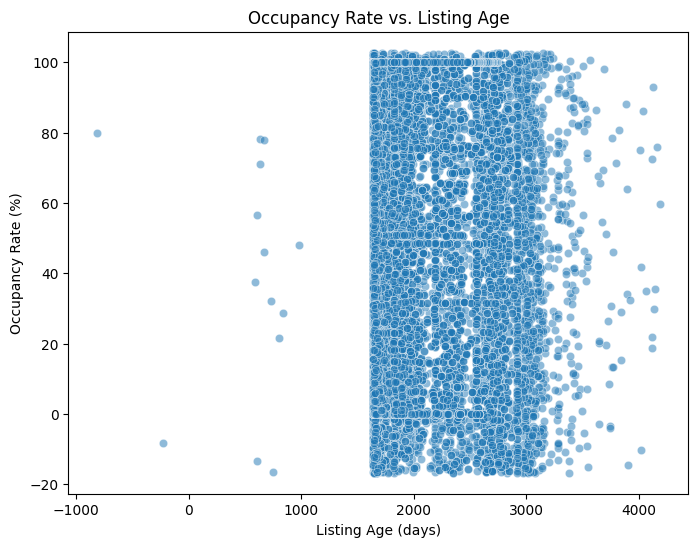 Occupancy Rate vs. Listing Age
100
80
60
40
20
0
−20
Occupancy Rate (%)
−1000 0 1000 2000 3000 4000
Listing Age (days)